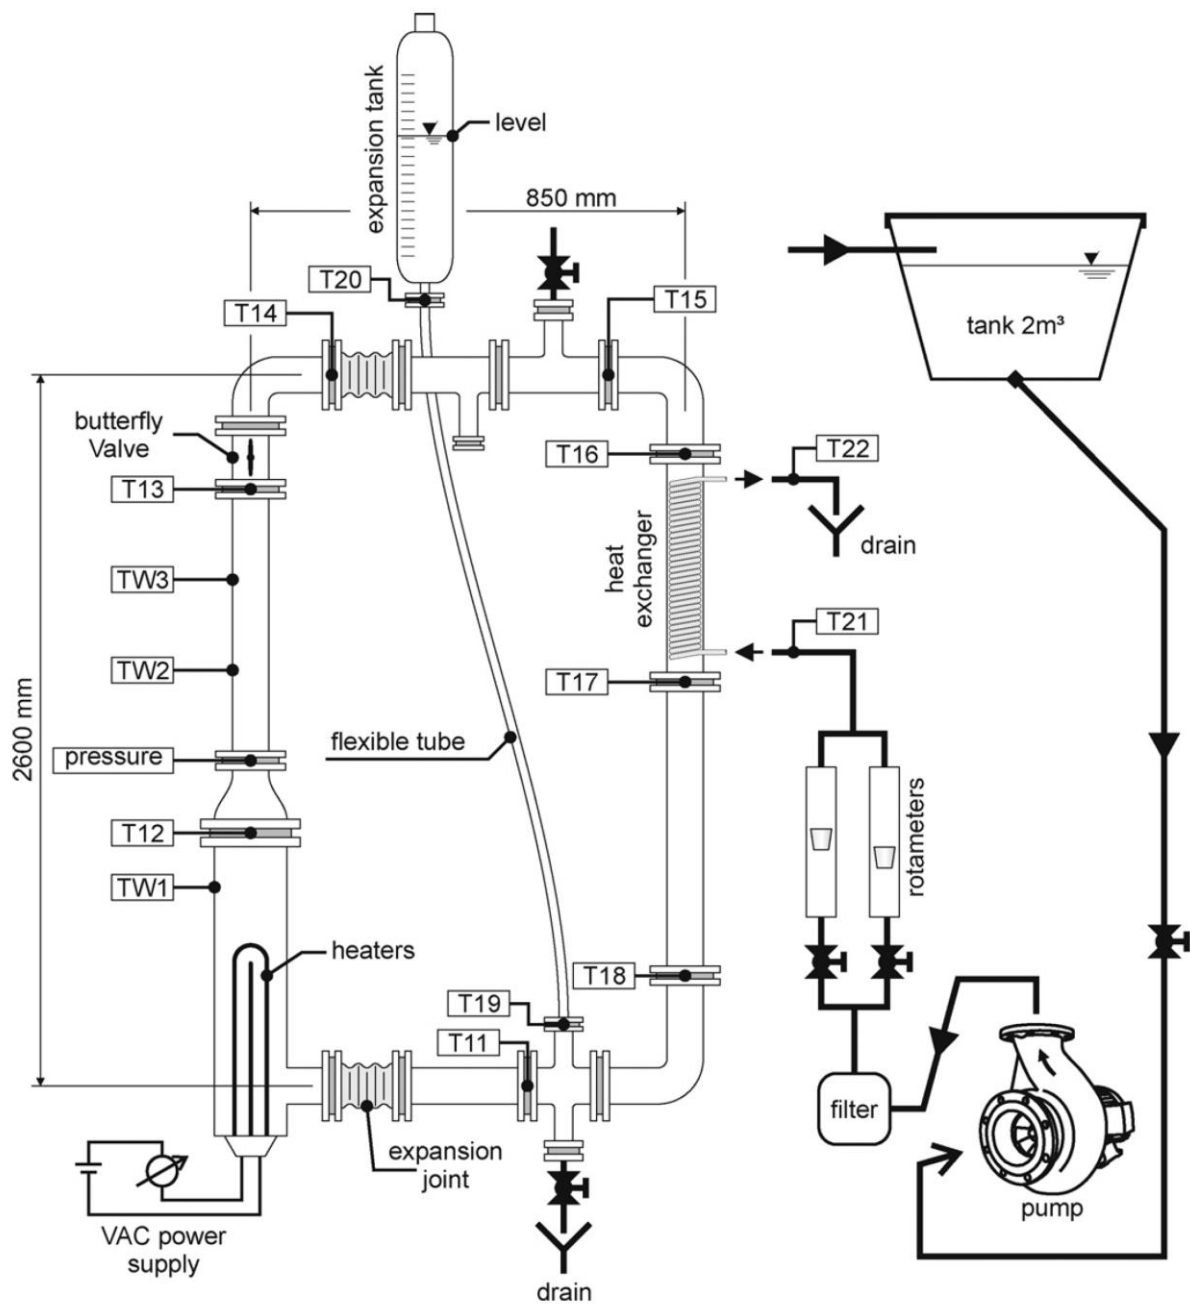 expansion tank
level
850 mm
T20
T14
T15
tank 2m³
butterfly
Valve
T13
T16
T22
drain
heat
exchanger
TW3
TW2
T21
T17
2600 mm
pressure
flexible tube
T12
TW1
rotameters
heaters
T18
T19
T11
filter
expansion
joint
pump
VAC power
supply
drain